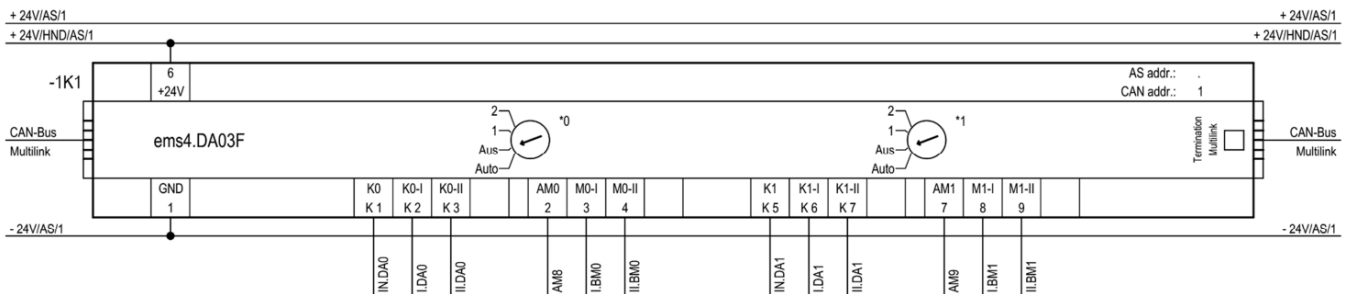 + 24V/AS/1 + 24V/AS/1
+ 24V/HND/AS/1 + 24V/HND/AS/1
-1K1 6 AS addr.: .
+24V CAN addr.: 1
2 *0 2 *1
1 1
CAN-Bus ems4.DA03F Aus Aus Termination CAN-Bus
Multilink Auto Auto Multilink Multilink
GND K0 K0-I K0-II AM0 M0-I M0-II K1 K1-I K1-II AM1 M1-I M1-II
1 K 1 K 2 K 3 2 3 4 K 5 K 6 K 7 7 8 9
- 24V/AS/1 - 24V/AS/1
IN.DA0 I.DA0 II.DA0 AM8 I.BM0 II.BM0 IN.DA1 I.DA1 II.DA1 AM9 I.BM1 II.BM1